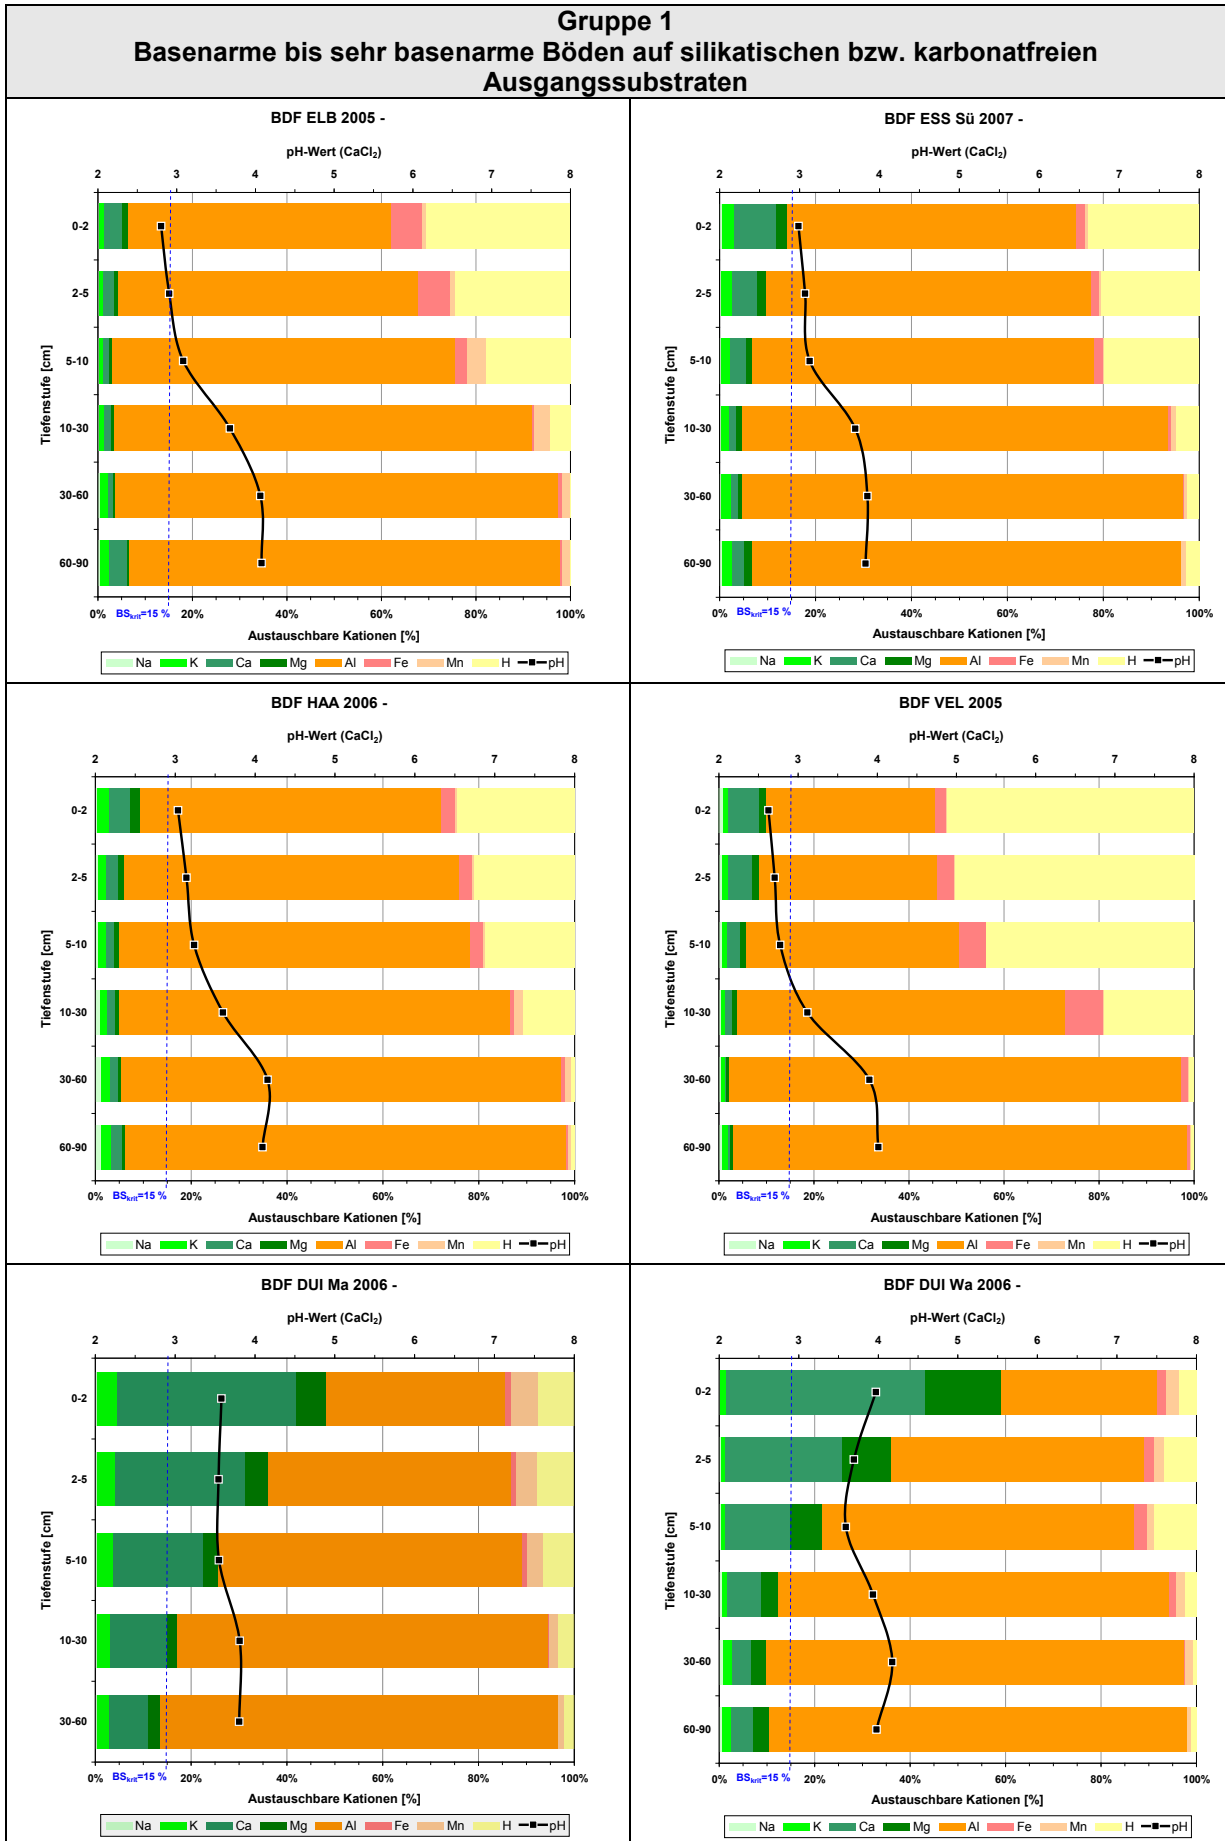 Gruppe 1
Basenarme bis sehr basenarme Böden auf silikatischen bzw. karbonatfreien
Ausgangssubstraten
BDF ELB 2005 -
pH-Wert (CaCl₂)
2 3 4 5 6 7 8
Tiefenstufe [cm]
0-2
2-5
5-10
10-30
30-60
60-90
0% 20% 40% 60% 80% 100%
BSkrit=15 %
Austauschbare Kationen [%]
Na K Ca Mg Al Fe Mn H pH
BDF ESS Sü 2007 -
pH-Wert (CaCl₂)
2 3 4 5 6 7 8
Tiefenstufe [cm]
0-2
2-5
5-10
10-30
30-60
60-90
0% 20% 40% 60% 80% 100%
BSkrit=15 %
Austauschbare Kationen [%]
Na K Ca Mg Al Fe Mn H pH
BDF HAA 2006 -
pH-Wert (CaCl₂)
2 3 4 5 6 7 8
Tiefenstufe [cm]
0-2
2-5
5-10
10-30
30-60
60-90
0% 20% 40% 60% 80% 100%
BSkrit=15 %
Austauschbare Kationen [%]
Na K Ca Mg Al Fe Mn H pH
BDF VEL 2005
pH-Wert (CaCl₂)
2 3 4 5 6 7 8
Tiefenstufe [cm]
0-2
2-5
5-10
10-30
30-60
60-90
0% 20% 40% 60% 80% 100%
BSkrit=15 %
Austauschbare Kationen [%]
Na K Ca Mg Al Fe Mn H pH
BDF DUI Ma 2006 -
pH-Wert (CaCl₂)
2 3 4 5 6 7 8
Tiefenstufe [cm]
0-2
2-5
5-10
10-30
30-60
0% 20% 40% 60% 80% 100%
BSkrit=15 %
Austauschbare Kationen [%]
Na K Ca Mg Al Fe Mn H pH
BDF DUI Wa 2006 -
pH-Wert (CaCl₂)
2 3 4 5 6 7 8
Tiefenstufe [cm]
0-2
2-5
5-10
10-30
30-60
60-90
0% 20% 40% 60% 80% 100%
BSkrit=15 %
Austauschbare Kationen [%]
Na K Ca Mg Al Fe Mn H pH